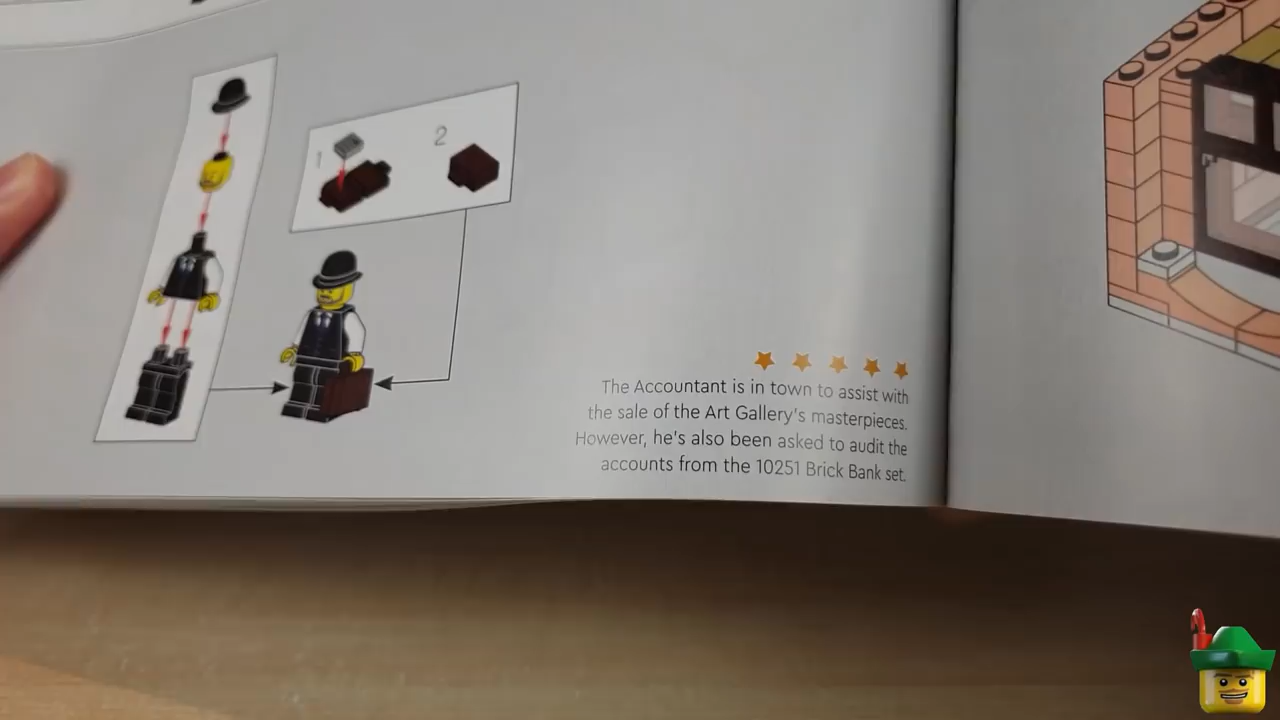 1
2
The Accountant is in town to assist with
the sale of the Art Gallery's masterpieces.
However, he's also been asked to audit the
accounts from the 10251 Brick Bank set.